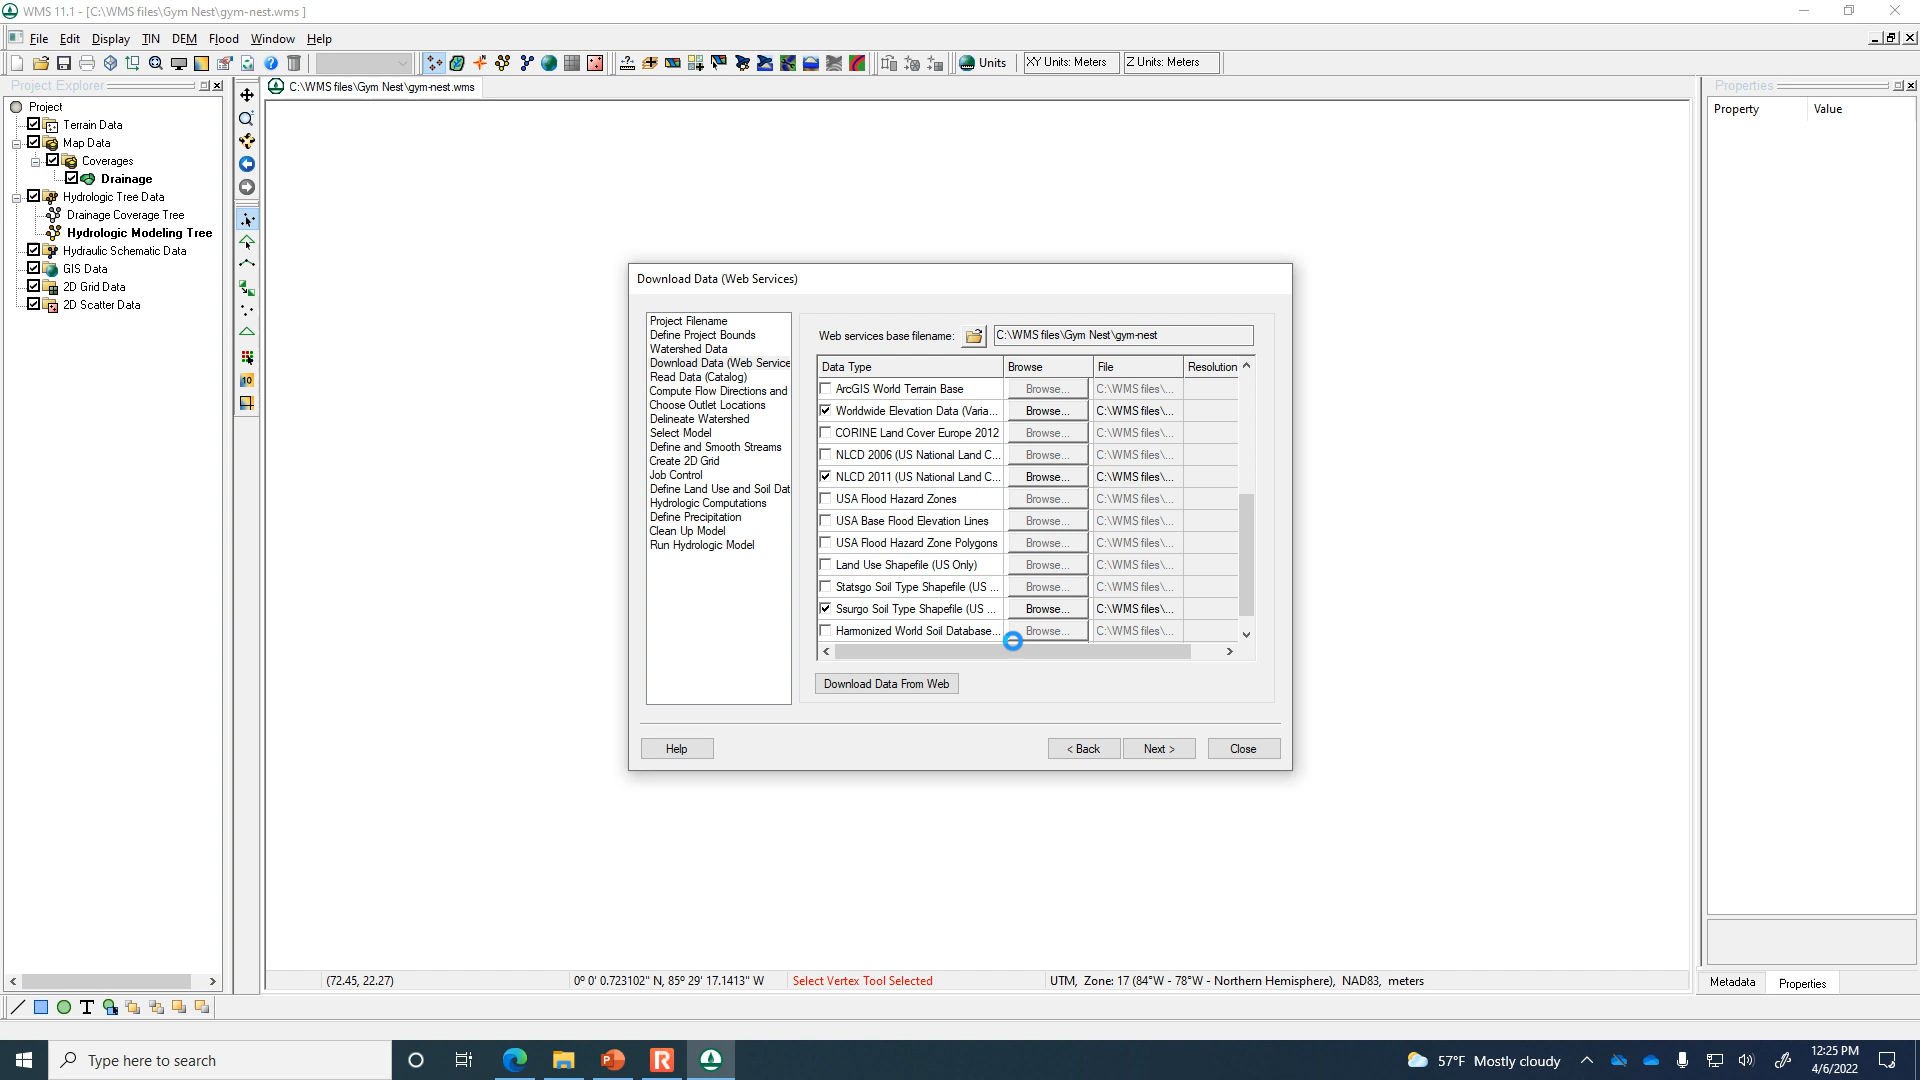 WMS 11.1 - [C:\WMS files\Gym Nest\gym-nest.wms ]
File Edit Display TIN DEM Flood Window Help
Units XY Units: Meters Z Units: Meters
Project Explorer
C:\WMS files\Gym Nest\gym-nest.wms
Properties
Project
Terrain Data
Map Data
Coverages
Drainage
Hydrologic Tree Data
Drainage Coverage Tree
Hydrologic Modeling Tree
Hydraulic Schematic Data
GIS Data
2D Grid Data
2D Scatter Data
10
Property Value
Download Data (Web Services)
Project Filename
Define Project Bounds
Watershed Data
Download Data (Web Service
Read Data (Catalog)
Compute Flow Directions and
Choose Outlet Locations
Delineate Watershed
Select Model
Define and Smooth Streams
Create 2D Grid
Job Control
Define Land Use and Soil Dat
Hydrologic Computations
Define Precipitation
Clean Up Model
Run Hydrologic Model
Web services base filename: C:\WMS files\Gym Nest\gym-nest
Data Type Browse File Resolution
ArcGIS World Terrain Base Browse... C:\WMS files\...
Worldwide Elevation Data (Varia... Browse... C:\WMS files\...
CORINE Land Cover Europe 2012 Browse... C:\WMS files\...
NLCD 2006 (US National Land C... Browse... C:\WMS files\...
NLCD 2011 (US National Land C... Browse... C:\WMS files\...
USA Flood Hazard Zones Browse... C:\WMS files\...
USA Base Flood Elevation Lines Browse... C:\WMS files\...
USA Flood Hazard Zone Polygons Browse... C:\WMS files\...
Land Use Shapefile (US Only) Browse... C:\WMS files\...
Statsgo Soil Type Shapefile (US ... Browse... C:\WMS files\...
Ssurgo Soil Type Shapefile (US ... Browse... C:\WMS files\...
Harmonized World Soil Database... Browse... C:\WMS files\...
Download Data From Web
Help < Back Next > Close
(72.45, 22.27) 0º 0' 0.723102" N, 85º 29' 17.1413" W Select Vertex Tool Selected UTM, Zone: 17 (84°W - 78°W - Northern Hemisphere), NAD83, meters
Metadata Properties
T
Type here to search
P R
57°F Mostly cloudy
12:25 PM
4/6/2022